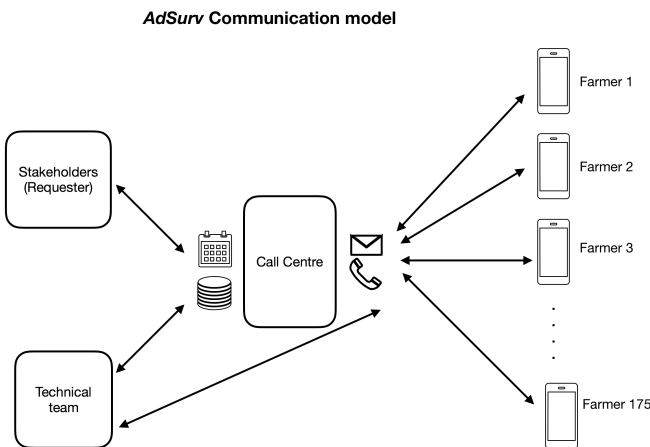 AdSurv Communication model
Farmer 1
Stakeholders
(Requester)
Farmer 2
Call Centre
Farmer 3
Technical
team
Farmer 175